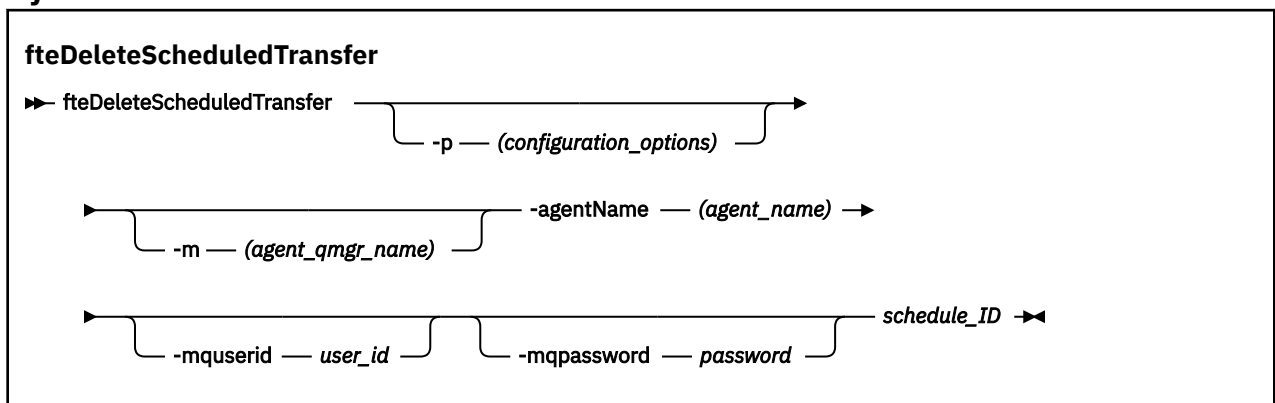 fteDeleteScheduledTransfer
fteDeleteScheduledTransfer
-p (configuration_options)
-agentName (agent_name)
-m (agent_qmgr_name)
schedule_ID
-mquserid user_id -mqpassword password